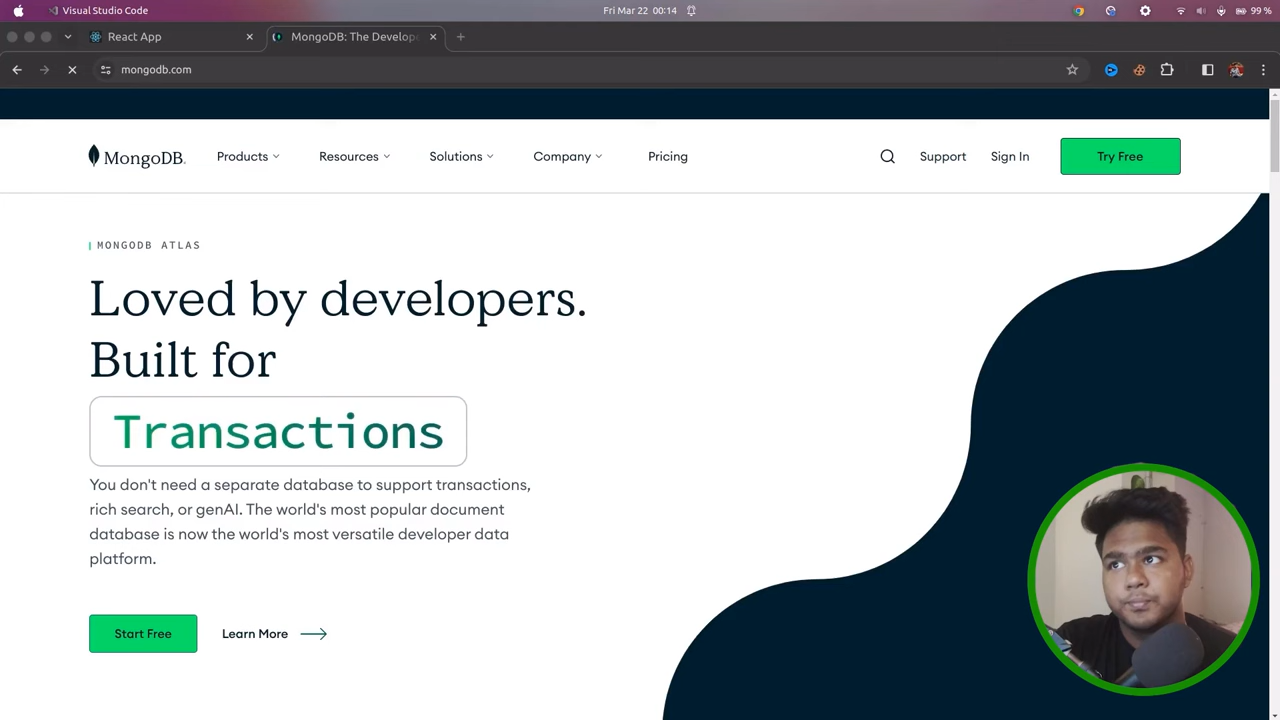 Visual Studio Code
Fri Mar 22 00:14
99 %
React App
MongoDB: The Develope
mongodb.com
MongoDB.
Products
Resources
Solutions
Company
Pricing
Support
Sign In
Try Free
MONGODB ATLAS
Loved by developers.
Built for
Transactions
You don't need a separate database to support transactions,
rich search, or genAI. The world's most popular document
database is now the world's most versatile developer data
platform.
Start Free
Learn More